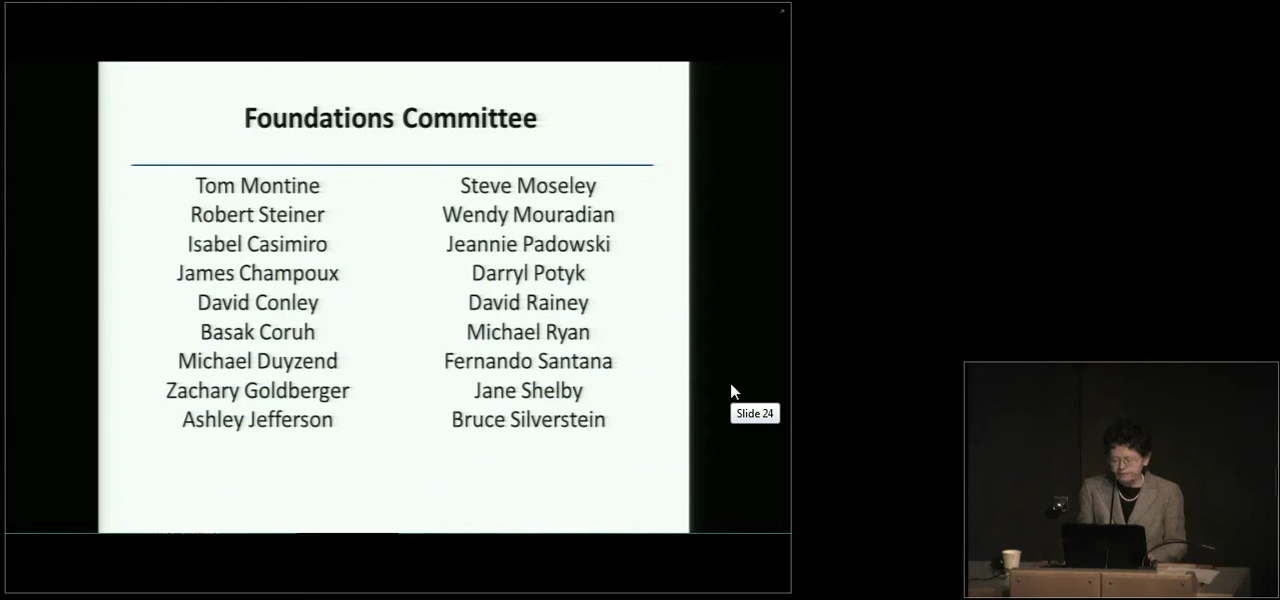 Foundations Committee
Tom Montine
Robert Steiner
Isabel Casimiro
James Champoux
David Conley
Basak Coruh
Michael Duyzend
Zachary Goldberger
Ashley Jefferson
Steve Moseley
Wendy Mouradian
Jeannie Padowski
Darryl Potyk
David Rainey
Michael Ryan
Fernando Santana
Jane Shelby
Bruce Silverstein
Slide 24